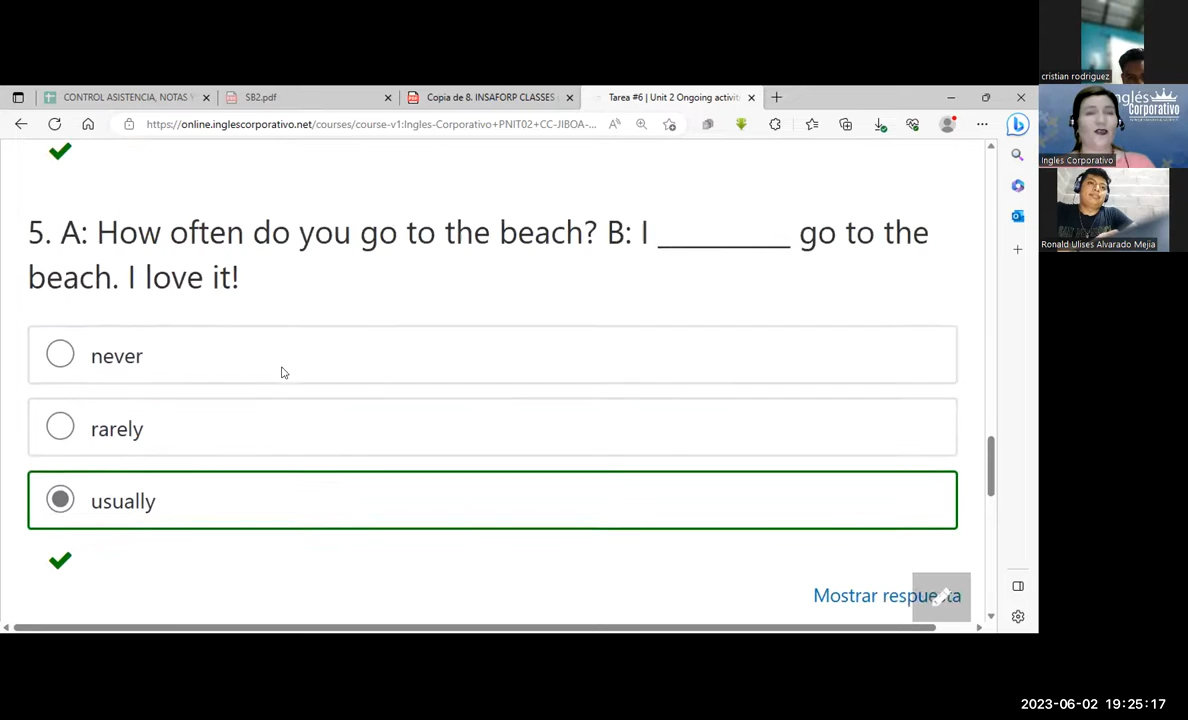 cristian rodriguez
CONTROL ASISTENCIA, NOTAS Y
SB2.pdf
Copia de 8. INSAFORP CLASSES
Tarea #6 | Unit 2 Ongoing activit
https://online.inglescorporativo.net/courses/course-v1:Ingles-Corporativo+PNIT02+CC-JIBOA-...
Inglés
Corporativo
Ingles Corporativo
Ronald Ulises Alvarado Mejia
5. A: How often do you go to the beach? B: I __________ go to the
beach. I love it!
never
rarely
usually
Mostrar respuesta
2023-06-02 19:25:17